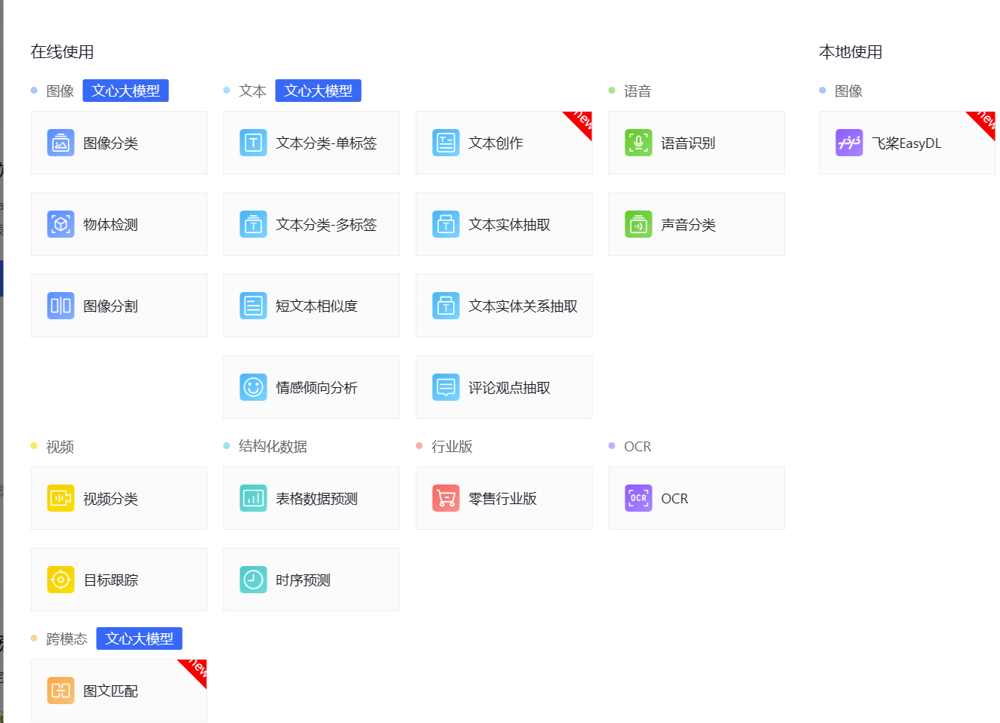 在线使用
本地使用
图像 文心大模型
文本 文心大模型
语音
图像
图像分类
文本分类-单标签
文本创作
new
语音识别
飞桨EasyDL
new
物体检测
文本分类-多标签
文本实体抽取
声音分类
图像分割
短文本相似度
文本实体关系抽取
情感倾向分析
评论观点抽取
视频
结构化数据
行业版
OCR
视频分类
表格数据预测
零售行业版
OCR
OCR
目标跟踪
时序预测
跨模态 文心大模型
图文匹配
new